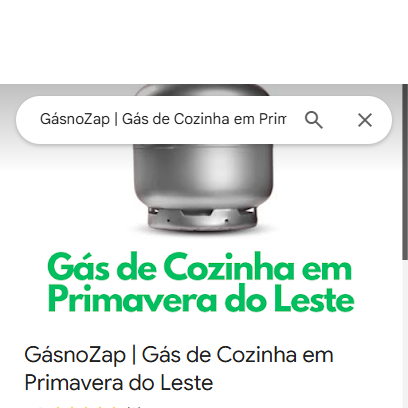 GásnoZap | Gás de Cozinha em Prim
Gás de Cozinha em
Primavera do Leste
GásnoZap | Gás de Cozinha em
Primavera do Leste